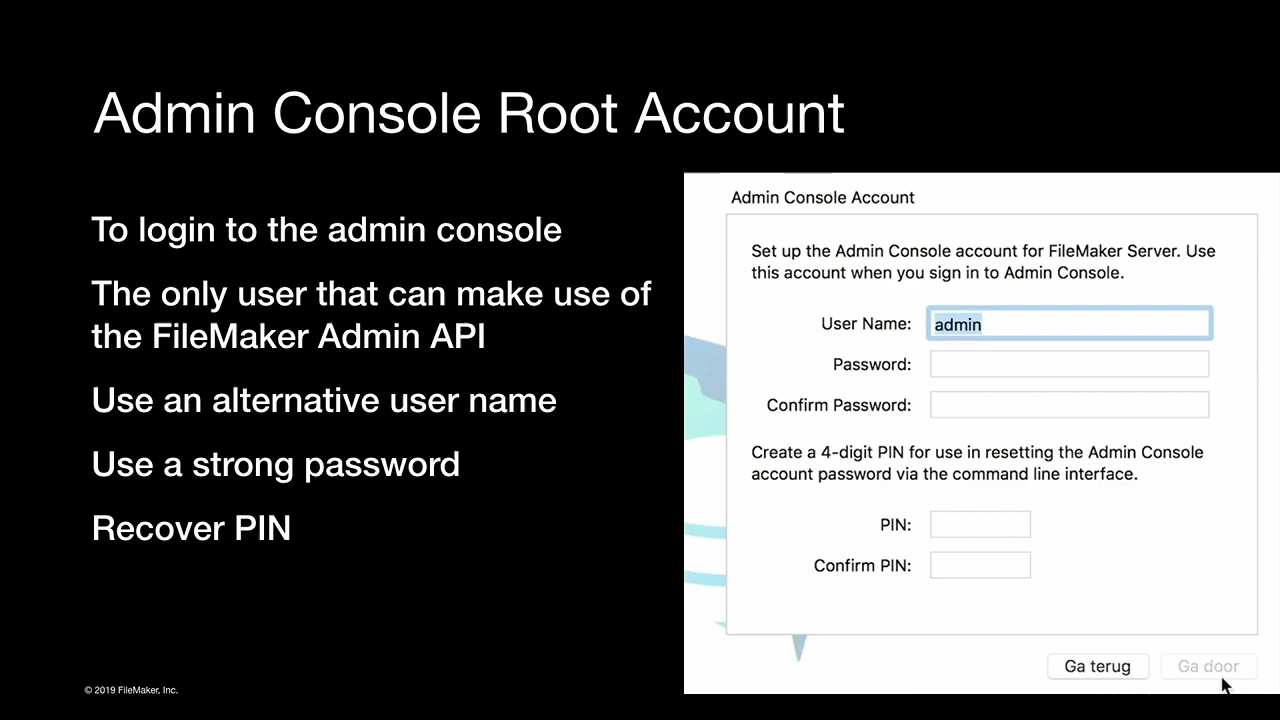 Admin Console Root Account
To login to the admin console
The only user that can make use of
the FileMaker Admin API
Use an alternative user name
Use a strong password
Recover PIN
Admin Console Account
Set up the Admin Console account for FileMaker Server. Use
this account when you sign in to Admin Console.
User Name: admin
Password:
Confirm Password:
Create a 4-digit PIN for use in resetting the Admin Console
account password via the command line interface.
PIN:
Confirm PIN:
Ga terug Ga door
© 2019 FileMaker, Inc.